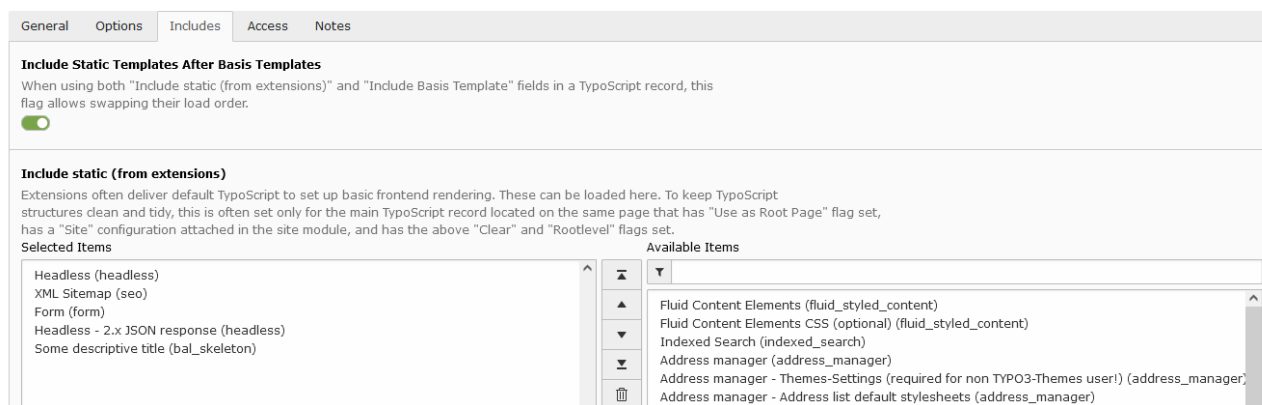 General Options Includes Access Notes
Include Static Templates After Basis Templates
When using both "Include static (from extensions)" and "Include Basis Template" fields in a TypoScript record, this
flag allows swapping their load order.
Include static (from extensions)
Extensions often deliver default TypoScript to set up basic frontend rendering. These can be loaded here. To keep TypoScript
structures clean and tidy, this is often set only for the main TypoScript record located on the same page that has "Use as Root Page" flag set,
has a "Site" configuration attached in the site module, and has the above "Clear" and "Rootlevel" flags set.
Selected Items
Headless (headless)
XML Sitemap (seo)
Form (form)
Headless - 2.x JSON response (headless)
Some descriptive title (bal_skeleton)
Available Items
Fluid Content Elements (fluid_styled_content)
Fluid Content Elements CSS (optional) (fluid_styled_content)
Indexed Search (indexed_search)
Address manager (address_manager)
Address manager - Themes-Settings (required for non TYPO3-Themes user!) (address_manager)
Address manager - Address list default stylesheets (address_manager)